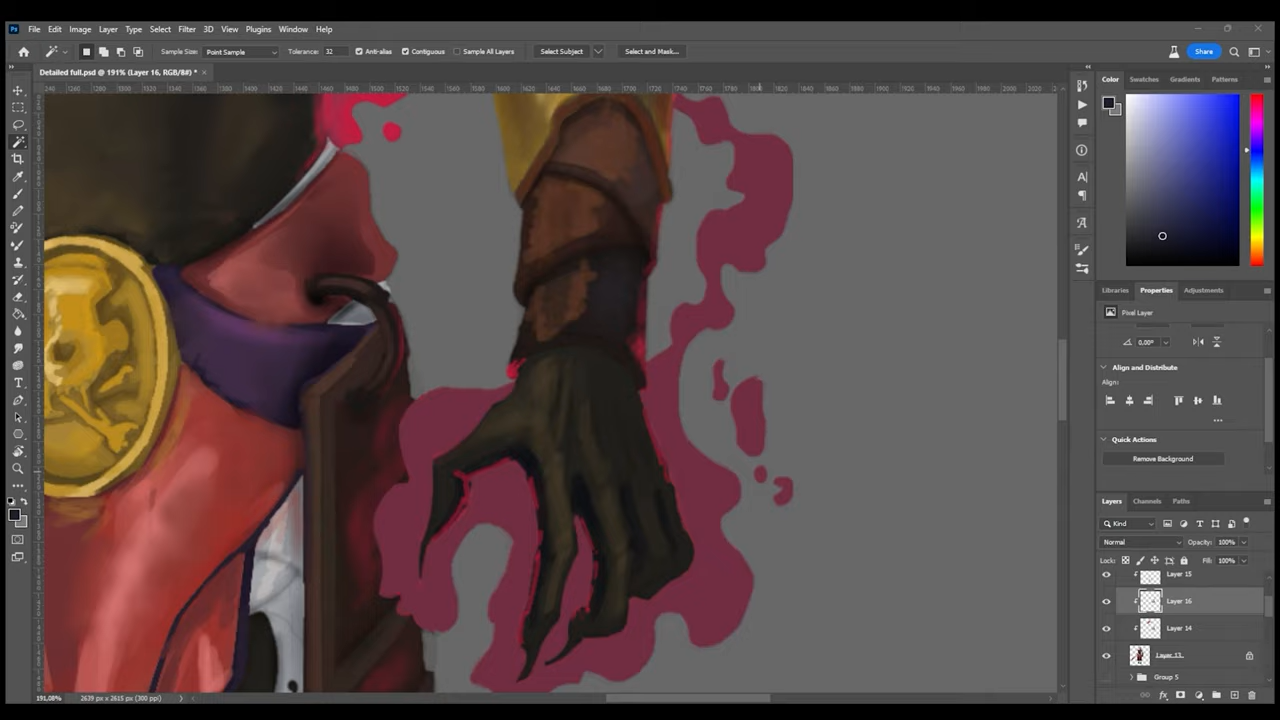 Ps File Edit Image Layer Type Select Filter 3D View Plugins Window Help
Sample Size: Point Sample Tolerance: 32 Anti-alias Contiguous Sample All Layers Select Subject Select and Mask... Share
Detailed full.psd @ 191% (Layer 16, RGB/8#) * ×
Color Swatches Gradients Patterns
Libraries Properties Adjustments
Pixel Layer
0,00°
Align and Distribute
Align:
Quick Actions
Remove Background
Layers Channels Paths
Kind
Normal Opacity: 100%
Lock: Fill: 100%
Layer 15
Layer 16
Layer 14
Layer 13
Group 5
191,08% 2639 px x 2615 px (300 ppi)